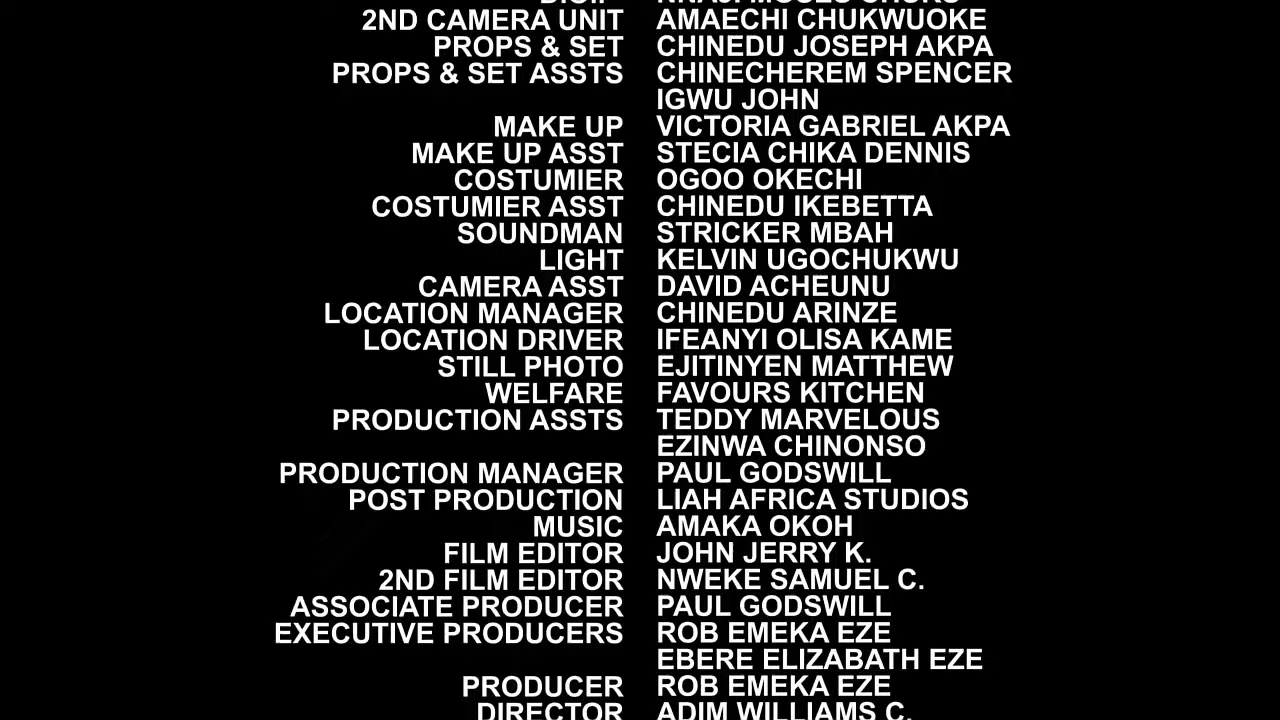 2ND CAMERA UNIT AMAECHI CHUKWUOKE
PROPS & SET CHINEDU JOSEPH AKPA
PROPS & SET ASSTS CHINECHEREM SPENCER
IGWU JOHN
MAKE UP VICTORIA GABRIEL AKPA
MAKE UP ASST STECIA CHIKA DENNIS
COSTUMIER OGOO OKECHI
COSTUMIER ASST CHINEDU IKEBETTA
SOUNDMAN STRICKER MBAH
LIGHT KELVIN UGOCHUKWU
CAMERA ASST DAVID ACHEUNU
LOCATION MANAGER CHINEDU ARINZE
LOCATION DRIVER IFEANYI OLISA KAME
STILL PHOTO EJITINYEN MATTHEW
WELFARE FAVOURS KITCHEN
PRODUCTION ASSTS TEDDY MARVELOUS
EZINWA CHINONSO
PRODUCTION MANAGER PAUL GODSWILL
POST PRODUCTION LIAH AFRICA STUDIOS
MUSIC AMAKA OKOH
FILM EDITOR JOHN JERRY K.
2ND FILM EDITOR NWEKE SAMUEL C.
ASSOCIATE PRODUCER PAUL GODSWILL
EXECUTIVE PRODUCERS ROB EMEKA EZE
EBERE ELIZABATH EZE
PRODUCER ROB EMEKA EZE
DIRECTOR ADIM WILLIAMS C.